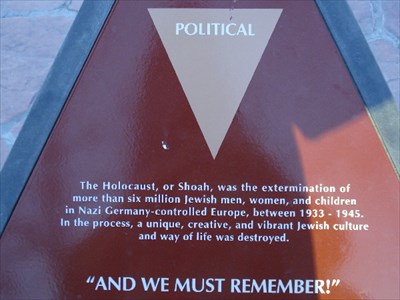 POLITICAL
The Holocaust, or Shoah, was the extermination of
more than six million Jewish men, women, and children
in Nazi Germany-controlled Europe, between 1933 - 1945.
In the process, a unique, creative, and vibrant Jewish culture
and way of life was destroyed.
“AND WE MUST REMEMBER!”